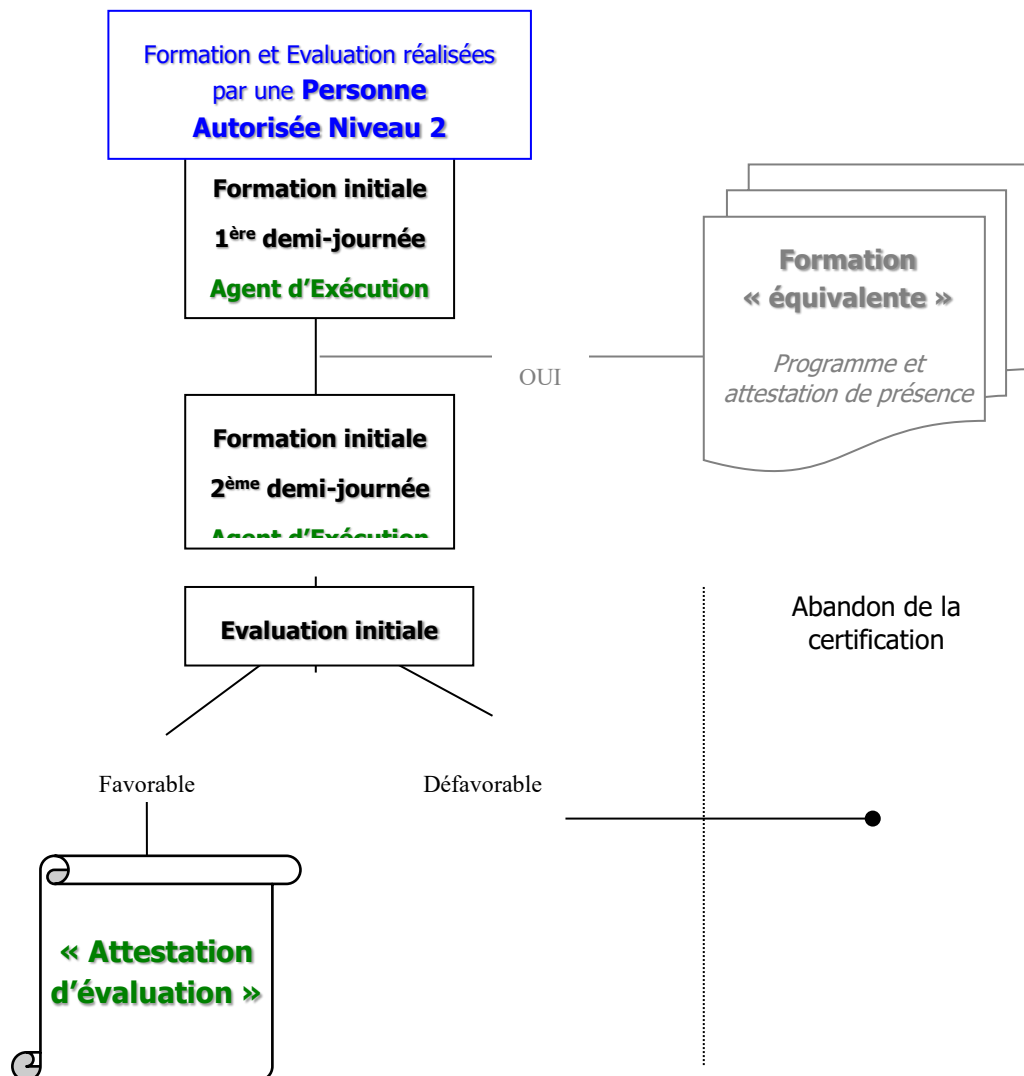 Formation et Evaluation réalisées
par une Personne
Autorisée Niveau 2
Formation initiale
1ère demi-journée
Agent d'Exécution
Formation
« équivalente »
Programme et
attestation de présence
OUI
Formation initiale
2ème demi-journée
Agent d'Exécution
Evaluation initiale
Abandon de la
certification
Favorable
Défavorable
« Attestation
d'évaluation »